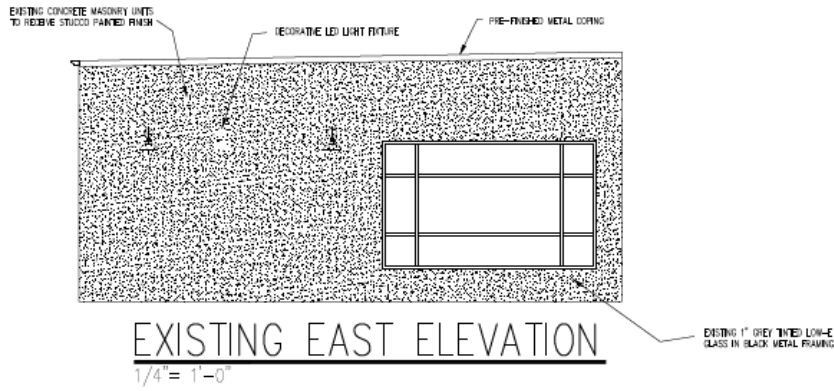 EXISTING CONCRETE MASONRY UNITS
TO RECEIVE STUCCO PAINTED FINISH
DECORATIVE LED LIGHT FIXTURE
PRE-FINISHED METAL COPING
EXISTING 1" GREY TINTED LOW-E
GLASS IN BLACK METAL FRAMING
EXISTING EAST ELEVATION
1/4"= 1'-0"